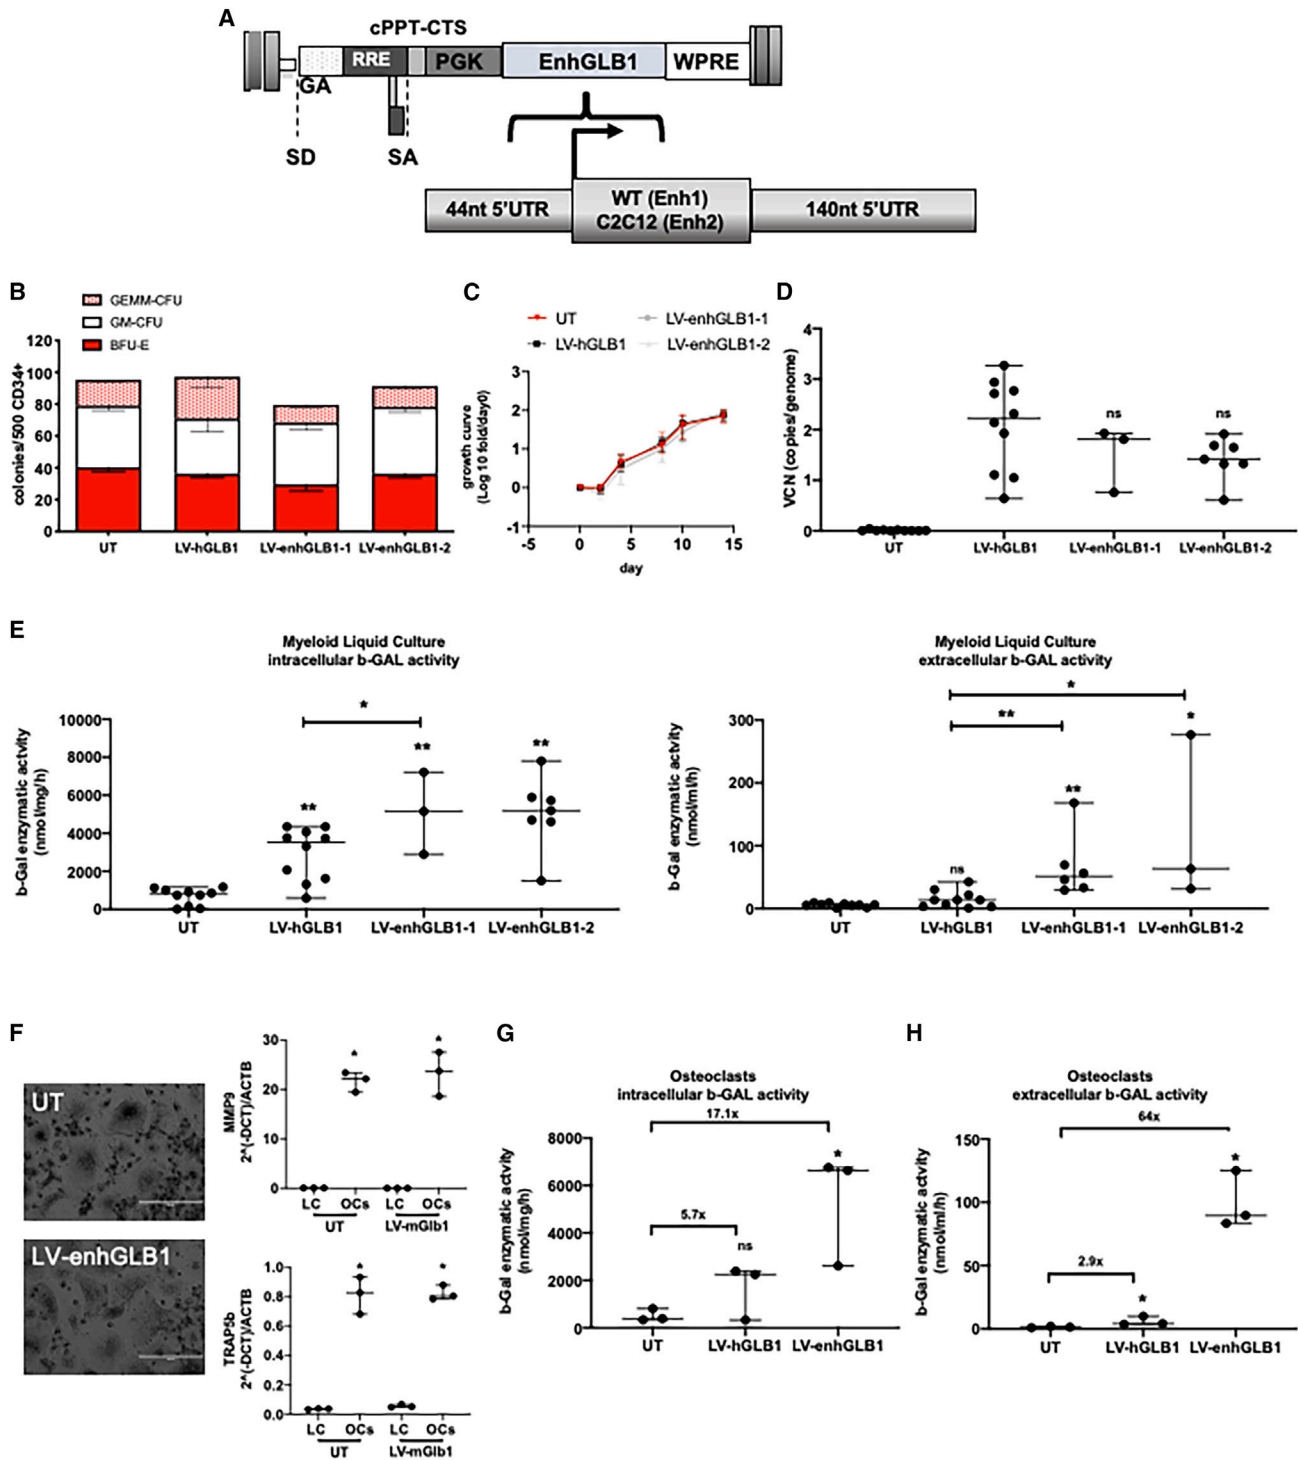 A
cPPT-CTS
RRE
PGK
EnhGLB1
WPRE
GA
SD
SA
44nt 5'UTR
WT (Enh1)
C2C12 (Enh2)
140nt 5'UTR
B
GEMM-CFU
GM-CFU
BFU-E
colonies/500 CD34+
120
100
80
60
40
20
0
UT
LV-hGLB1
LV-enhGLB1-1
LV-enhGLB1-2
C
UT
LV-hGLB1
LV-enhGLB1-1
LV-enhGLB1-2
growth curve
(Log 10 fold/day0)
3
2
1
0
-1
-5
0
5
10
15
day
D
VCN (copies/genome)
4
3
2
1
0
ns
ns
UT
LV-hGLB1
LV-enhGLB1-1
LV-enhGLB1-2
E
Myeloid Liquid Culture
intracellular b-GAL activity
b-Gal enzymatic activty
(nmol/mg/h)
10000
8000
6000
4000
2000
0
*
**
**
**
UT
LV-hGLB1
LV-enhGLB1-1
LV-enhGLB1-2
Myeloid Liquid Culture
extracellular b-GAL activity
b-Gal enzymatic activity
(nmol/ml/h)
300
200
100
0
*
**
*
**
ns
UT
LV-hGLB1
LV-enhGLB1-1
LV-enhGLB1-2
F
UT
LV-enhGLB1
MMP9
2^(-DCT)/ACTB
30
20
10
0
*
*
LC
OCs
LC
OCs
UT
LV-mGlb1
TRAP5b
2^(-DCT)/ACTB
1.0
0.8
0.6
0.4
0.2
0.0
*
*
LC
OCs
LC
OCs
UT
LV-mGlb1
G
Osteoclasts
intracellular b-GAL activity
17.1x
5.7x
b-Gal enzymatic activty
(nmol/mg/h)
8000
6000
4000
2000
0
ns
*
UT
LV-hGLB1
LV-enhGLB1
H
Osteoclasts
extracellular b-GAL activity
64x
2.9x
b-Gal enzymatic activity
(nmol/ml/h)
150
100
50
0
*
*
UT
LV-hGLB1
LV-enhGLB1